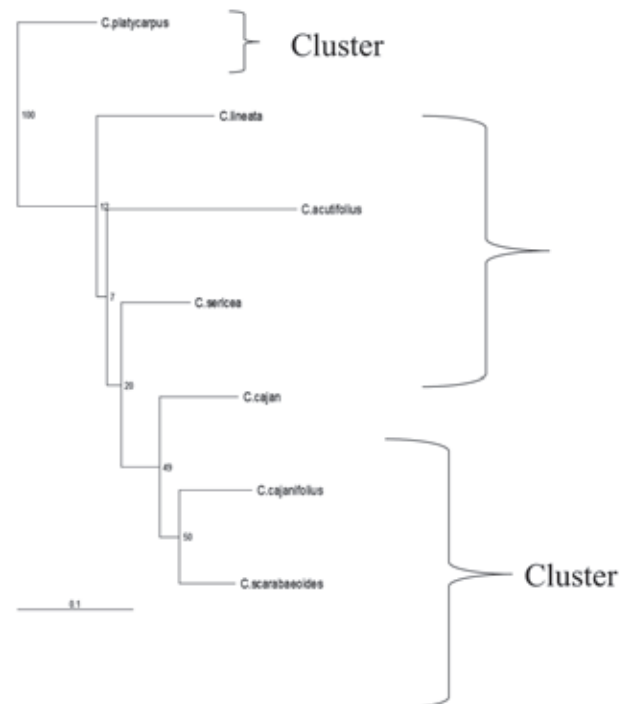 C.platycarpus
Cluster
100
C.lineata
12
C.acutifolius
7
C.sericea
20
C.cajan
49
C.cajanifolius
50
C.scarabaeoides
Cluster
0.1